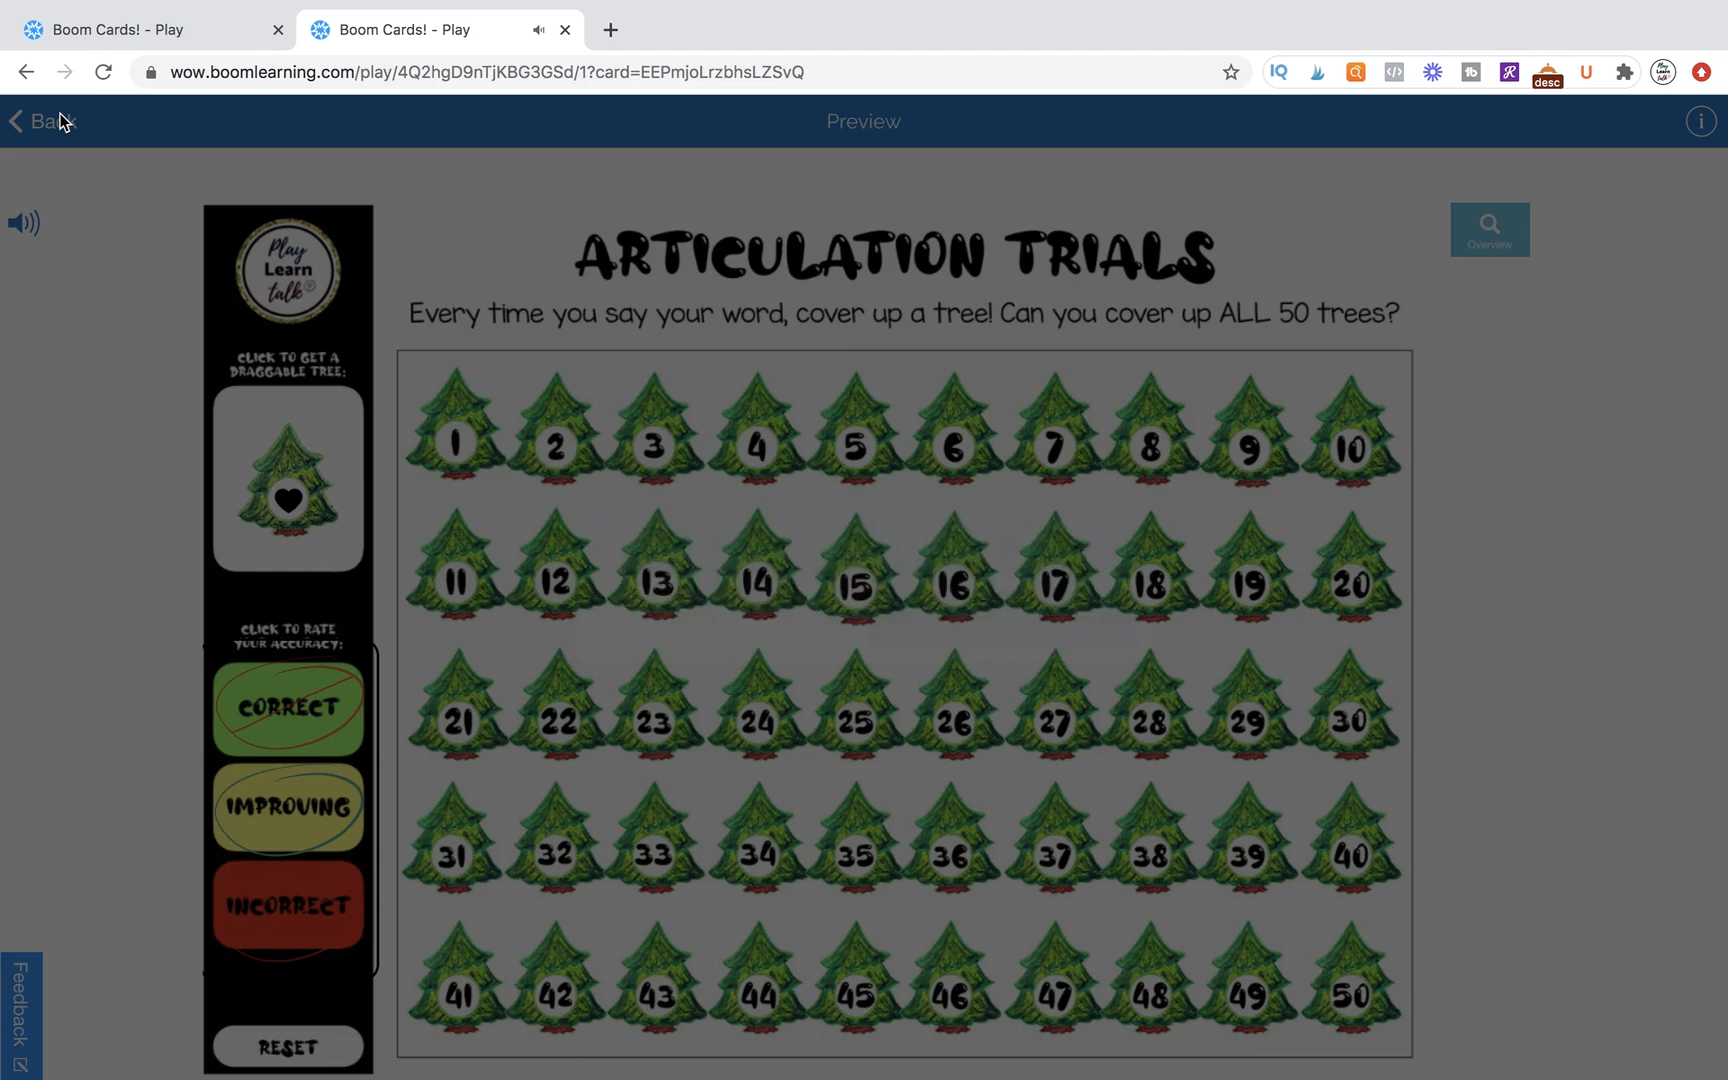 Boom Cards! - Play
Boom Cards! - Play
wow.boomlearning.com/play/4Q2hgD9nTjKBG3GSd/1?card=EEPmjoLrzbhsLZSvQ
IQ
</>
tb
R
desc
U
Play Learn talk
Back
Preview
i
Overview
Play
Learn
talk
ARTICULATION TRIALS
Every time you say your word, cover up a tree! Can you cover up ALL 50 trees?
CLICK TO GET A
DRAGGABLE TREE:
1 2 3 4 5 6 7 8 9 10
11 12 13 14 15 16 17 18 19 20
CLICK TO RATE
YOUR ACCURACY:
CORRECT
21 22 23 24 25 26 27 28 29 30
IMPROVING
31 32 33 34 35 36 37 38 39 40
INCORRECT
41 42 43 44 45 46 47 48 49 50
RESET
Feedback